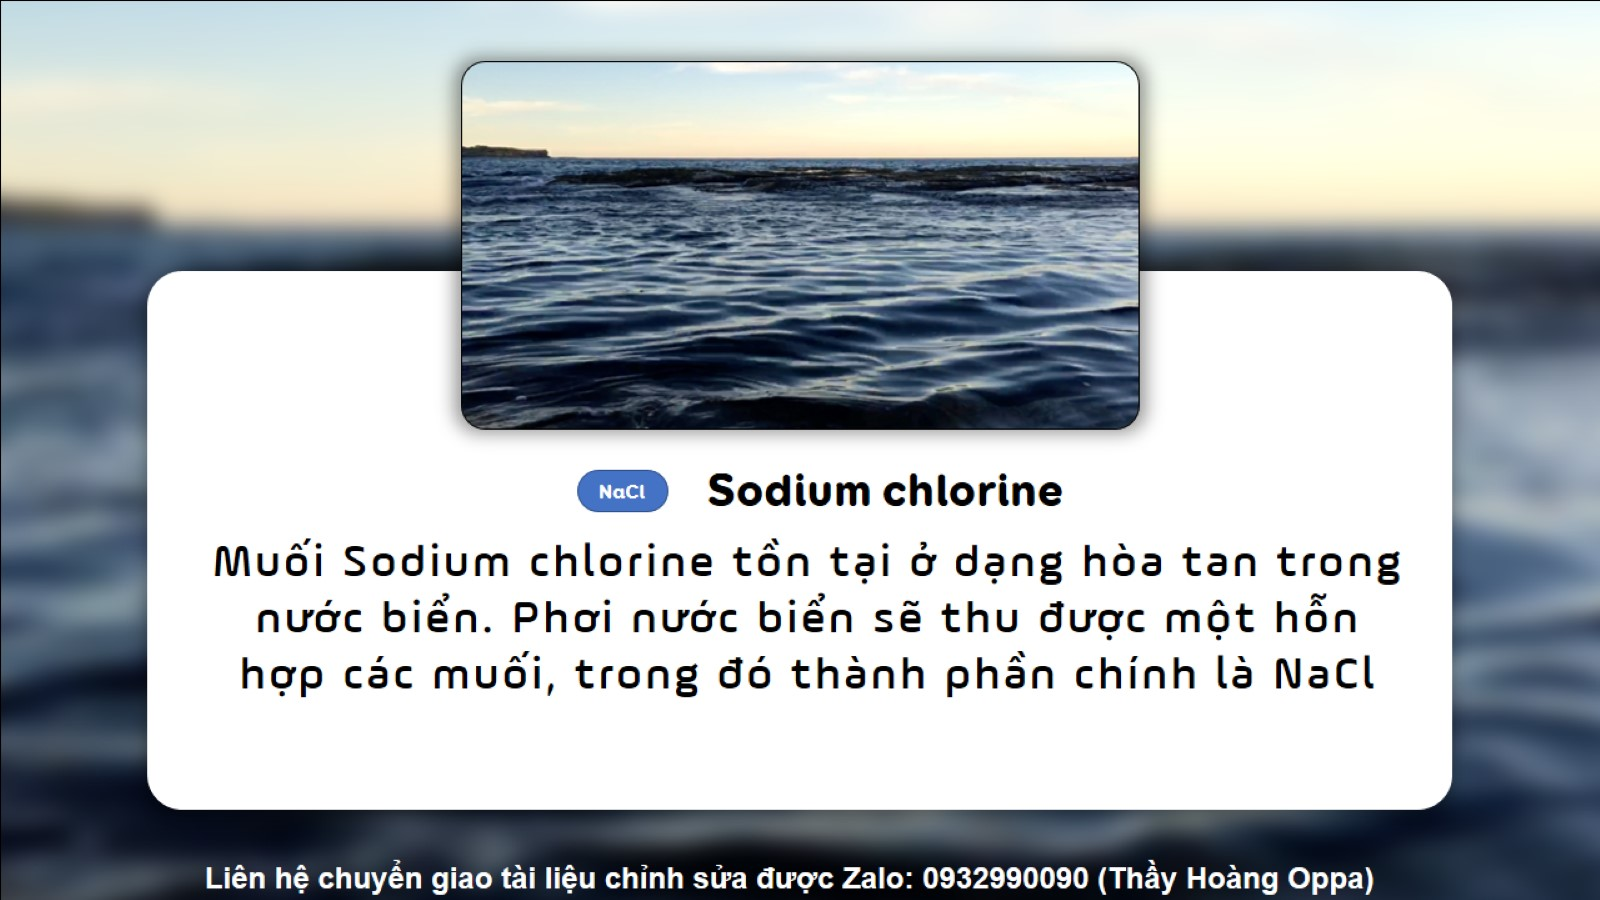 NaCl Sodium chlorine
Muối Sodium chlorine tồn tại ở dạng hòa tan trong
nước biển. Phơi nước biển sẽ thu được một hỗn
hợp các muối, trong đó thành phần chính là NaCl
Liên hệ chuyển giao tài liệu chỉnh sửa được Zalo: 0932990090 (Thầy Hoàng Oppa)